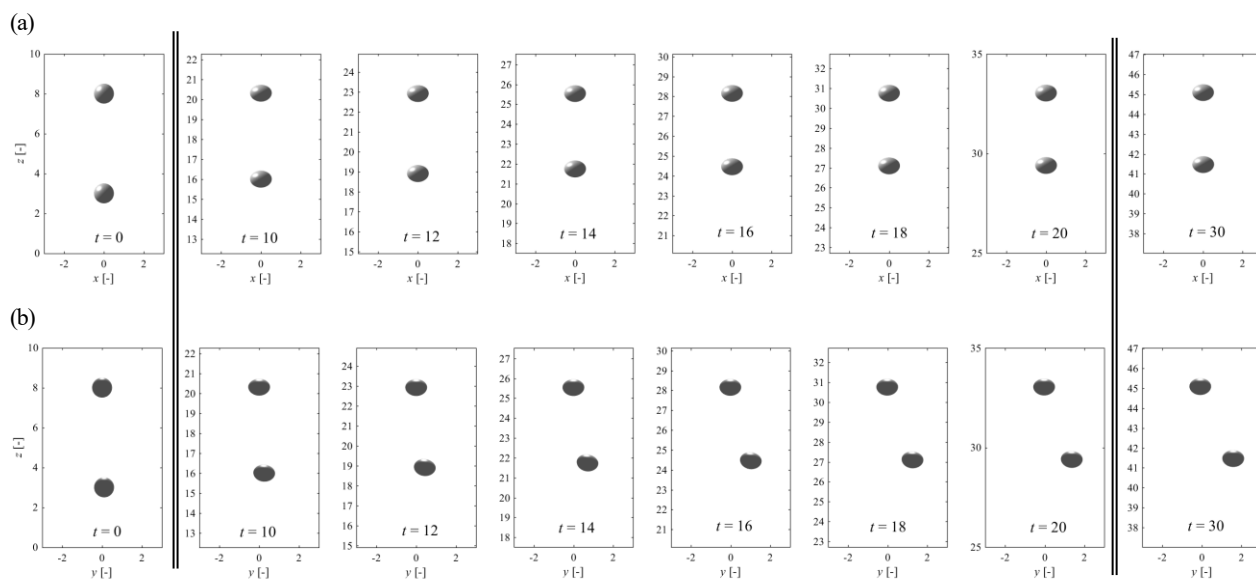 (a)
z [-]
10
8
6
4
2
0
t = 0
-2 0 2
x [-]
22
21
20
19
18
17
16
15
14
13
t = 10
-2 0 2
x [-]
24
23
22
21
20
19
18
17
16
15
t = 12
-2 0 2
x [-]
27
26
25
24
23
22
21
20
19
18
t = 14
-2 0 2
x [-]
30
29
28
27
26
25
24
23
22
21
t = 16
-2 0 2
x [-]
32
31
30
29
28
27
26
25
24
23
t = 18
-2 0 2
x [-]
35
30
25
t = 20
-2 0 2
x [-]
47
46
45
44
43
42
41
40
39
38
t = 30
-2 0 2
x [-]
(b)
z [-]
10
8
6
4
2
0
t = 0
-2 0 2
y [-]
22
21
20
19
18
17
16
15
14
13
t = 10
-2 0 2
y [-]
24
23
22
21
20
19
18
17
16
15
t = 12
-2 0 2
y [-]
27
26
25
24
23
22
21
20
19
18
t = 14
-2 0 2
y [-]
30
29
28
27
26
25
24
23
22
21
t = 16
-2 0 2
y [-]
32
31
30
29
28
27
26
25
24
23
t = 18
-2 0 2
y [-]
35
30
25
t = 20
-2 0 2
y [-]
47
46
45
44
43
42
41
40
39
38
t = 30
-2 0 2
y [-]